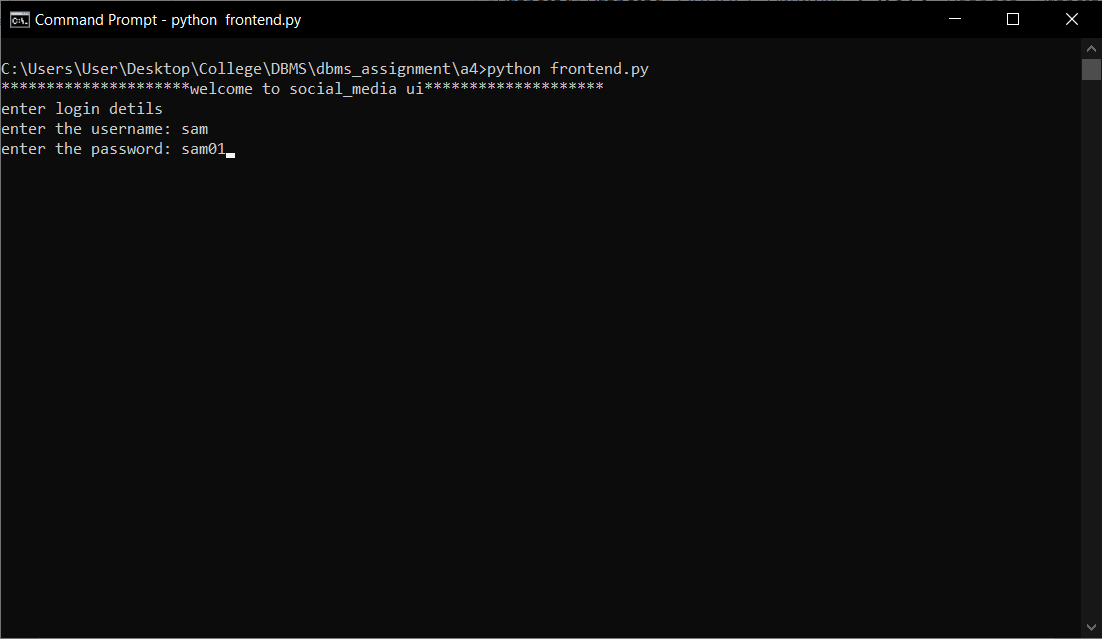 Command Prompt - python  frontend.py
C:\Users\User\Desktop\College\DBMS\dbms_assignment\a4>python frontend.py
*********************welcome to social_media ui********************
enter login detils
enter the username: sam
enter the password: sam01